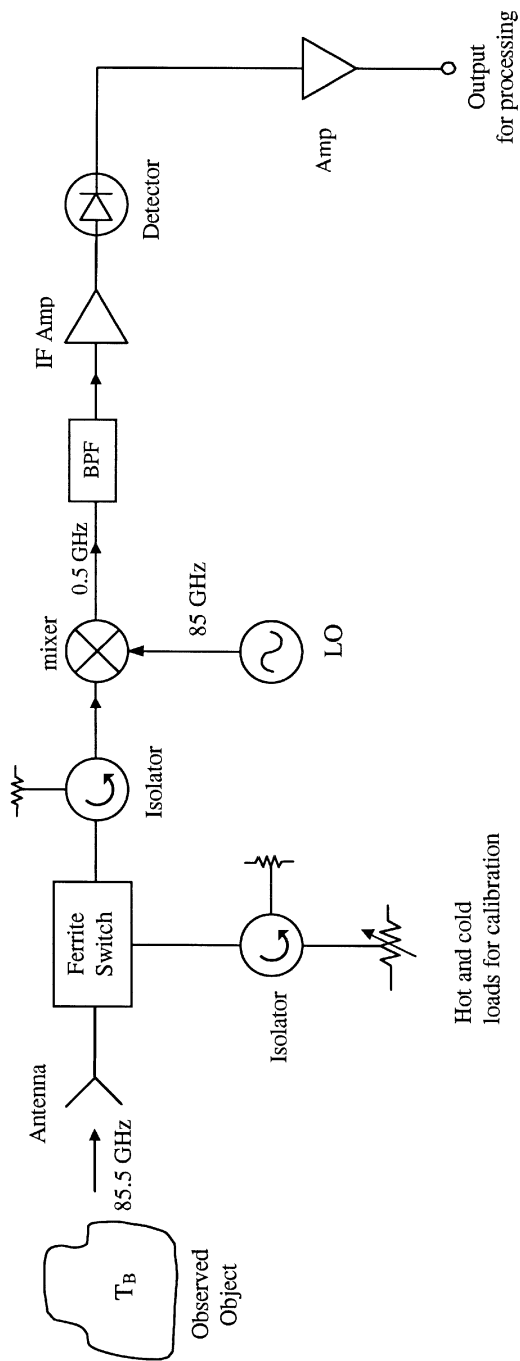 T_B
Observed
Object
85.5 GHz
Antenna
Ferrite
Switch
Isolator
Hot and cold
loads for calibration
Isolator
mixer
85 GHz
LO
0.5 GHz
BPF
IF Amp
Detector
Amp
Output
for processing